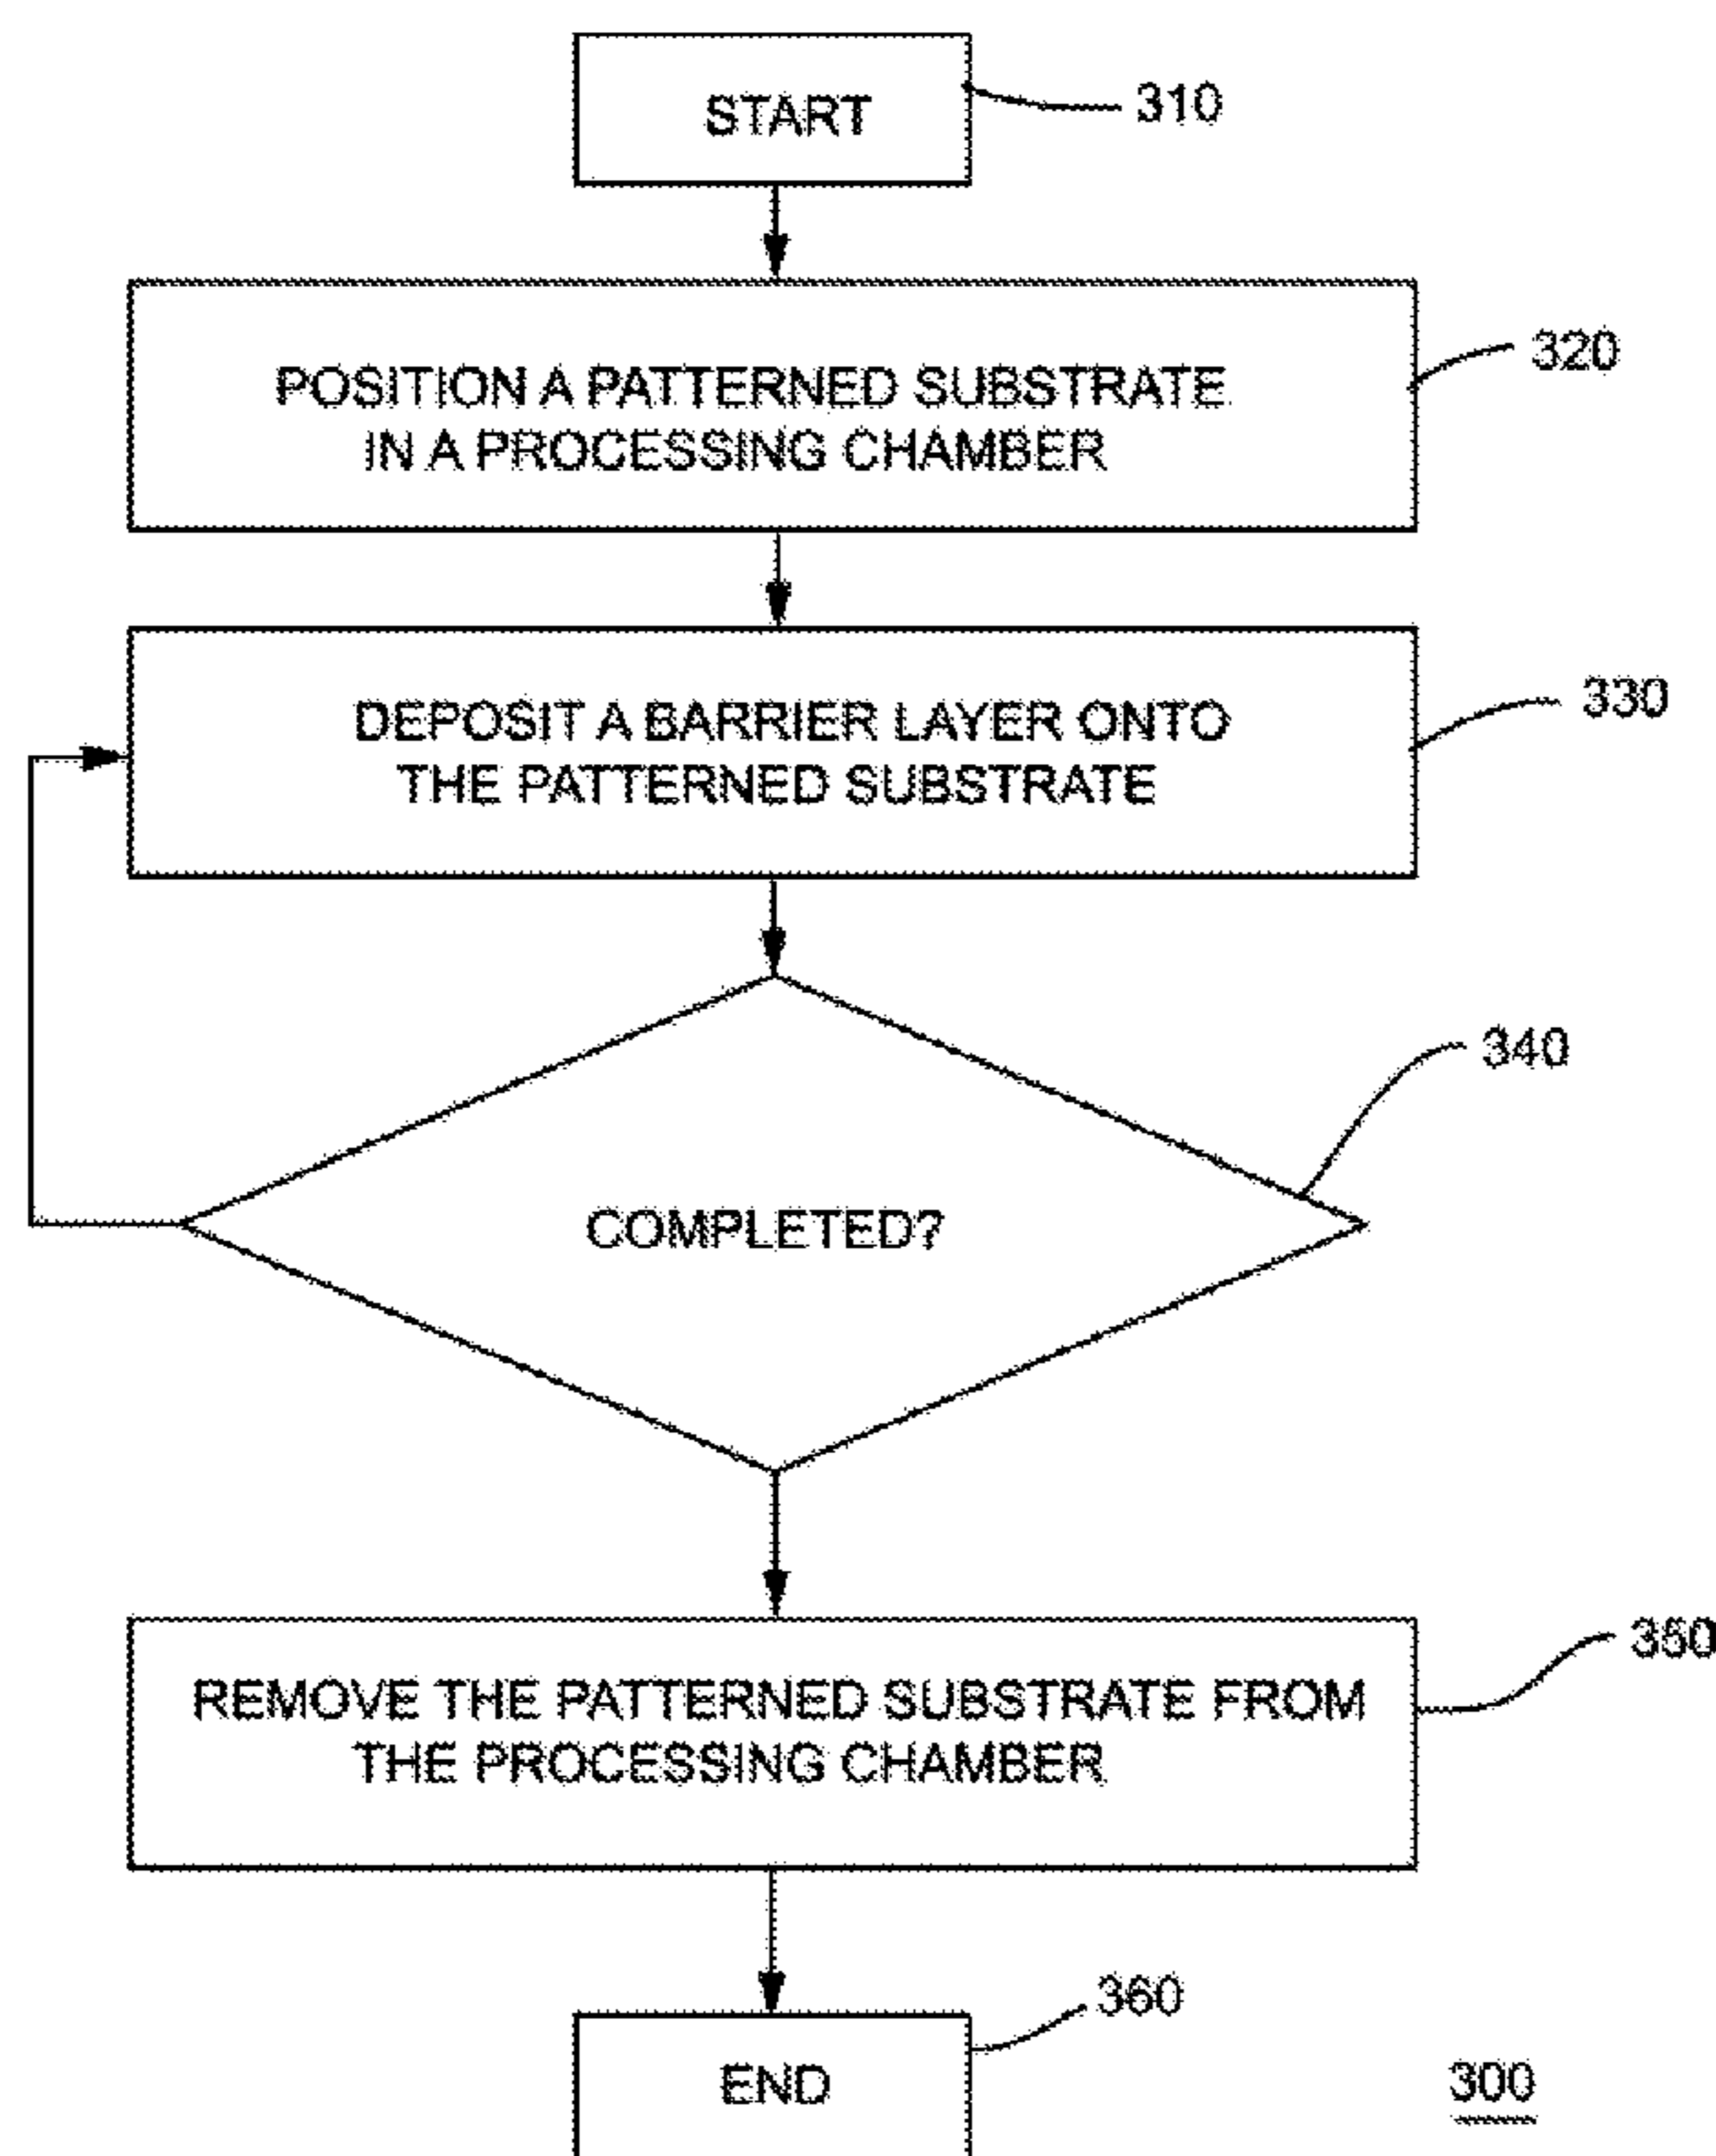 START
310
POSITION A PATTERNED SUBSTRATE
IN A PROCESSING CHAMBER
320
DEPOSIT A BARRIER LAYER ONTO
THE PATTERNED SUBSTRATE
330
COMPLETED?
340
REMOVE THE PATTERNED SUBSTRATE FROM
THE PROCESSING CHAMBER
350
END
360
300